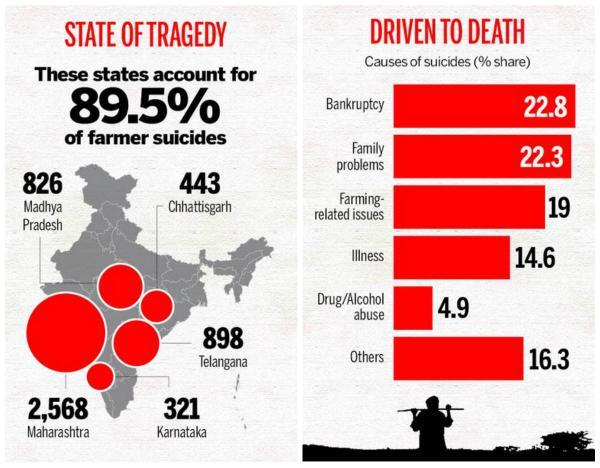 STATE OF TRAGEDY
These states account for
89.5%
of farmer suicides
826
Madhya
Pradesh
443
Chhattisgarh
898
Telangana
2,568
Maharashtra
321
Karnataka
DRIVEN TO DEATH
Causes of suicides (% share)
Bankruptcy
22.8
Family
problems
22.3
Farming-
related issues
19
Illness
14.6
Drug/Alcohol
abuse
4.9
Others
16.3